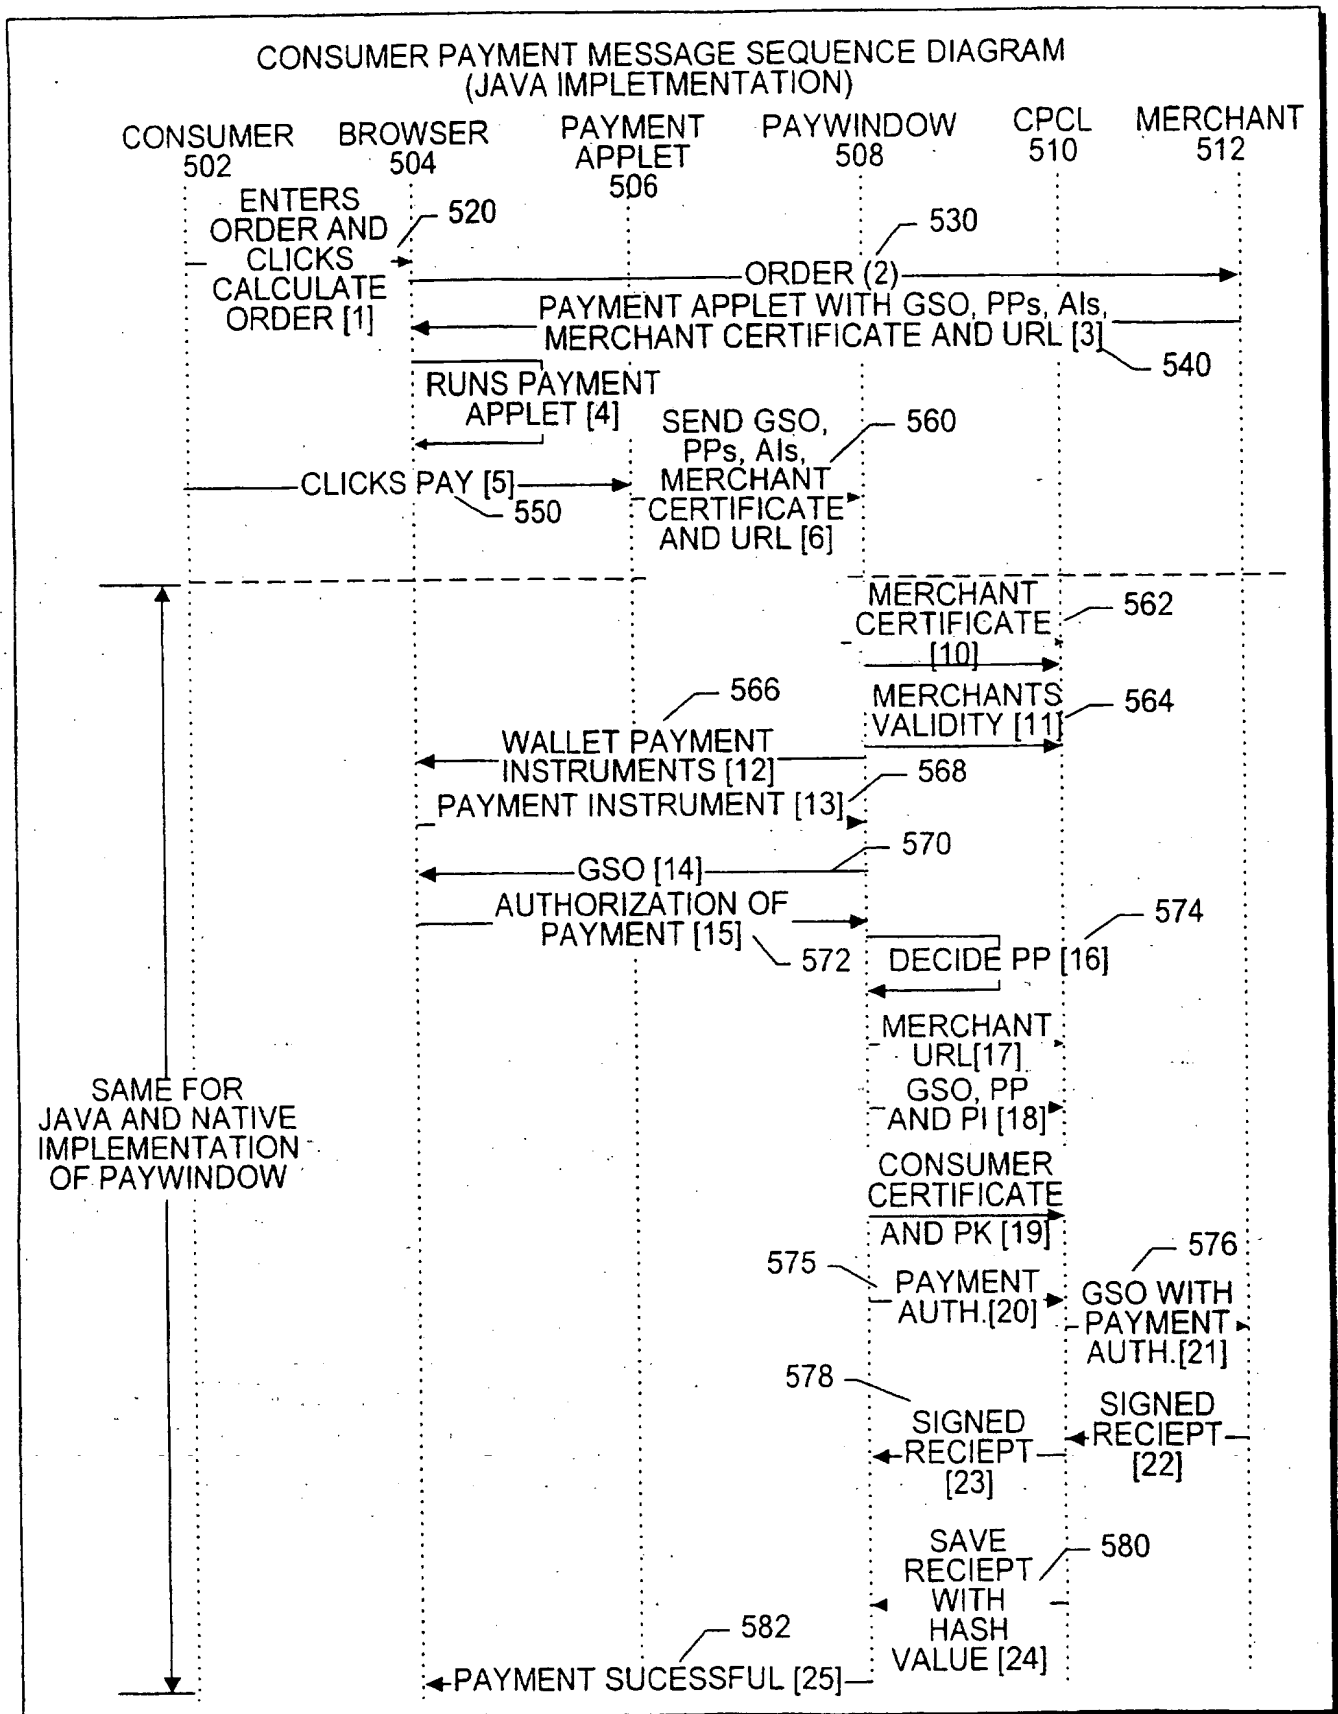 CONSUMER PAYMENT MESSAGE SEQUENCE DIAGRAM
(JAVA IMPLETMENTATION)
CONSUMER
502
BROWSER
504
PAYMENT
APPLET
506
PAYWINDOW
508
CPCL
510
MERCHANT
512
ENTERS
ORDER AND
CLICKS
CALCULATE
ORDER [1]
520
530
ORDER (2)
PAYMENT APPLET WITH GSO, PPs, AIs,
MERCHANT CERTIFICATE AND URL [3]
540
RUNS PAYMENT
APPLET [4]
SEND GSO,
PPs, AIs,
MERCHANT
CERTIFICATE
AND URL [6]
560
CLICKS PAY [5]
550
MERCHANT
CERTIFICATE
[10]
562
MERCHANTS
VALIDITY [11]
564
566
WALLET PAYMENT
INSTRUMENTS [12]
568
PAYMENT INSTRUMENT [13]
570
GSO [14]
AUTHORIZATION OF
PAYMENT [15]
572
574
DECIDE PP [16]
MERCHANT
URL[17]
GSO, PP
AND PI [18]
SAME FOR
JAVA AND NATIVE
IMPLEMENTATION
OF PAYWINDOW
CONSUMER
CERTIFICATE
AND PK [19]
575
PAYMENT
AUTH.[20]
576
GSO WITH
PAYMENT
AUTH.[21]
578
SIGNED
RECIEPT
[23]
SIGNED
RECIEPT
[22]
SAVE
RECIEPT
WITH
HASH
VALUE [24]
580
582
PAYMENT SUCESSFUL [25]